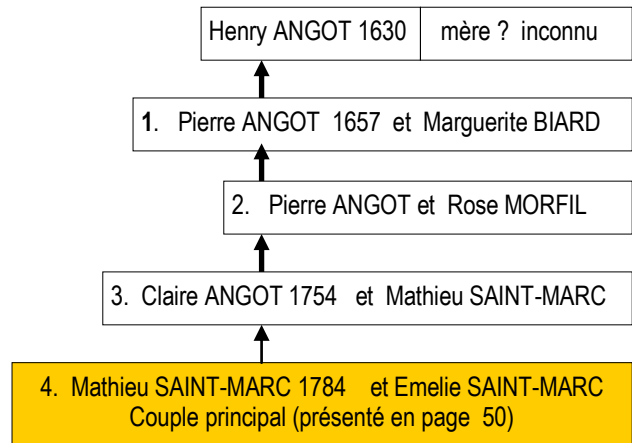 Henry ANGOT 1630 mère ? inconnu
1. Pierre ANGOT 1657 et Marguerite BIARD
2. Pierre ANGOT et Rose MORFIL
3. Claire ANGOT 1754 et Mathieu SAINT-MARC
4. Mathieu SAINT-MARC 1784 et Emelie SAINT-MARC
Couple principal (présenté en page 50)